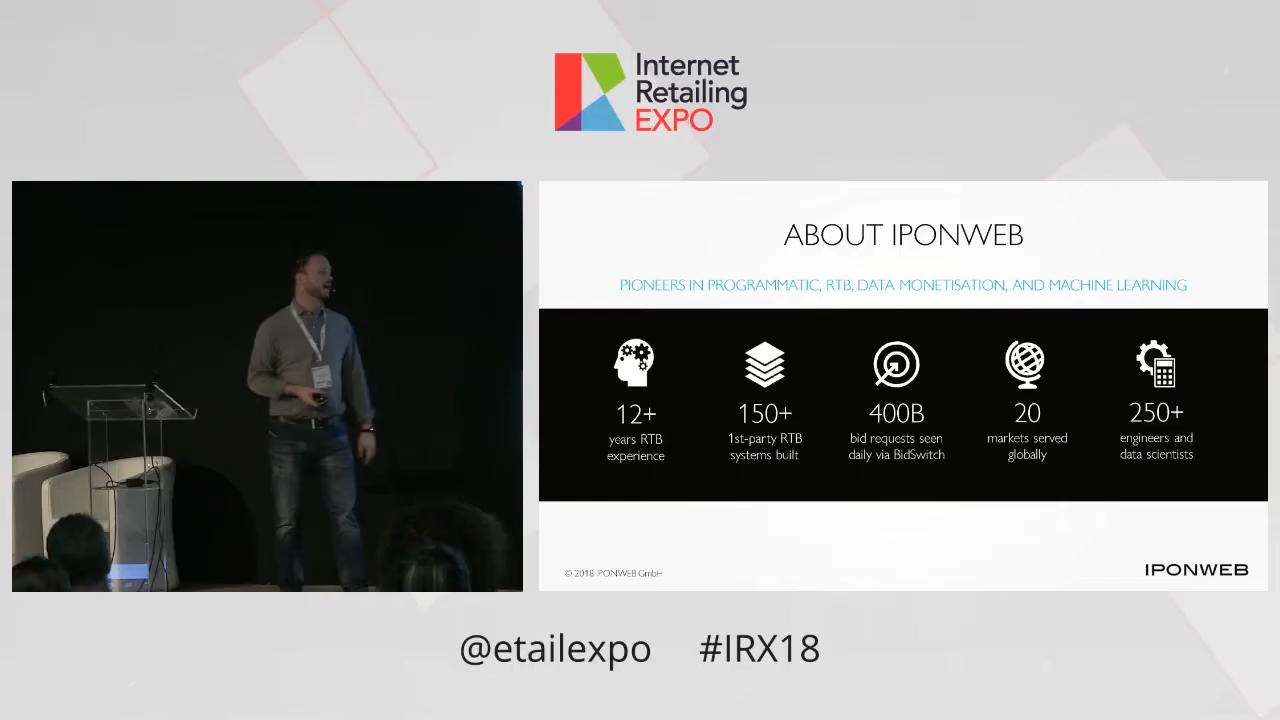 Internet
Retailing
EXPO
ABOUT IPONWEB
PIONEERS IN PROGRAMMATIC, RTB, DATA MONETISATION, AND MACHINE LEARNING
12+
years RTB
experience
150+
1st-party RTB
systems built
400B
bid requests seen
daily via BidSwitch
20
markets served
globally
250+
engineers and
data scientists
© 2018 IPONWEB GmbH
IPONWEB
@etailexpo #IRX18